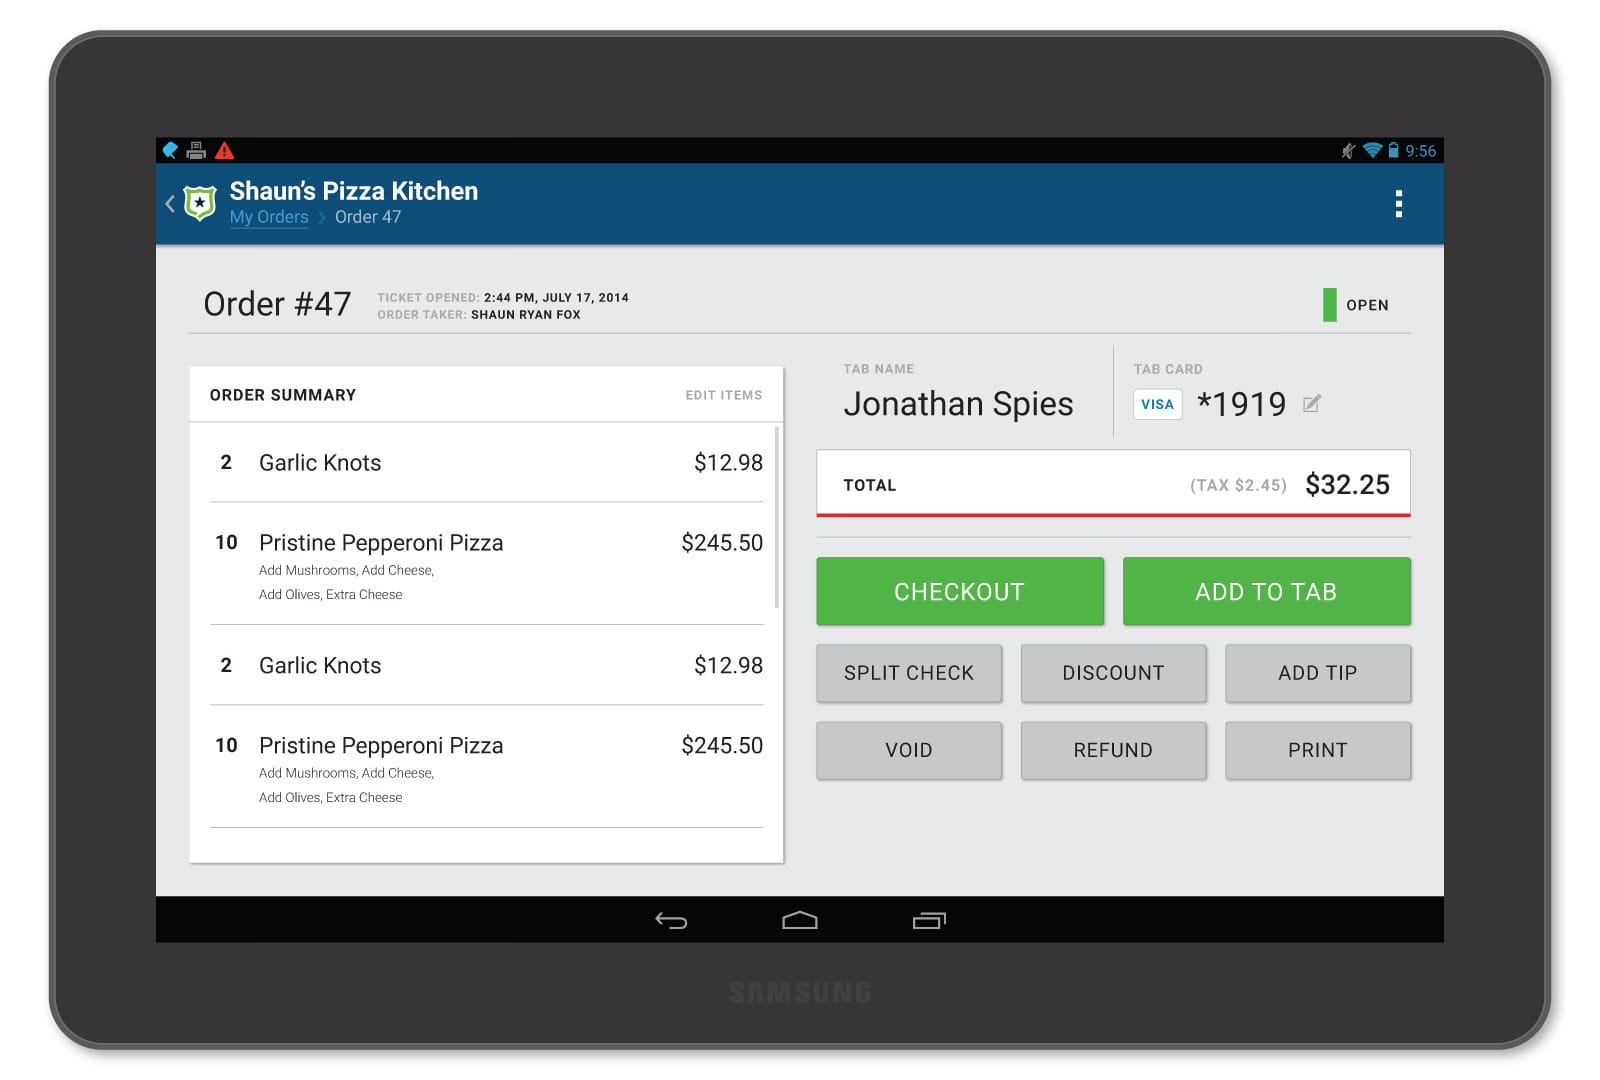 9:56
Shaun's Pizza Kitchen
My Orders > Order 47
Order #47
TICKET OPENED: 2:44 PM, JULY 17, 2014
ORDER TAKER: SHAUN RYAN FOX
OPEN
ORDER SUMMARY EDIT ITEMS
2 Garlic Knots $12.98
10 Pristine Pepperoni Pizza $245.50
Add Mushrooms, Add Cheese,
Add Olives, Extra Cheese
2 Garlic Knots $12.98
10 Pristine Pepperoni Pizza $245.50
Add Mushrooms, Add Cheese,
Add Olives, Extra Cheese
TAB NAME
Jonathan Spies
TAB CARD
VISA *1919
TOTAL (TAX $2.45) $32.25
CHECKOUT ADD TO TAB
SPLIT CHECK DISCOUNT ADD TIP
VOID REFUND PRINT
SAMSUNG